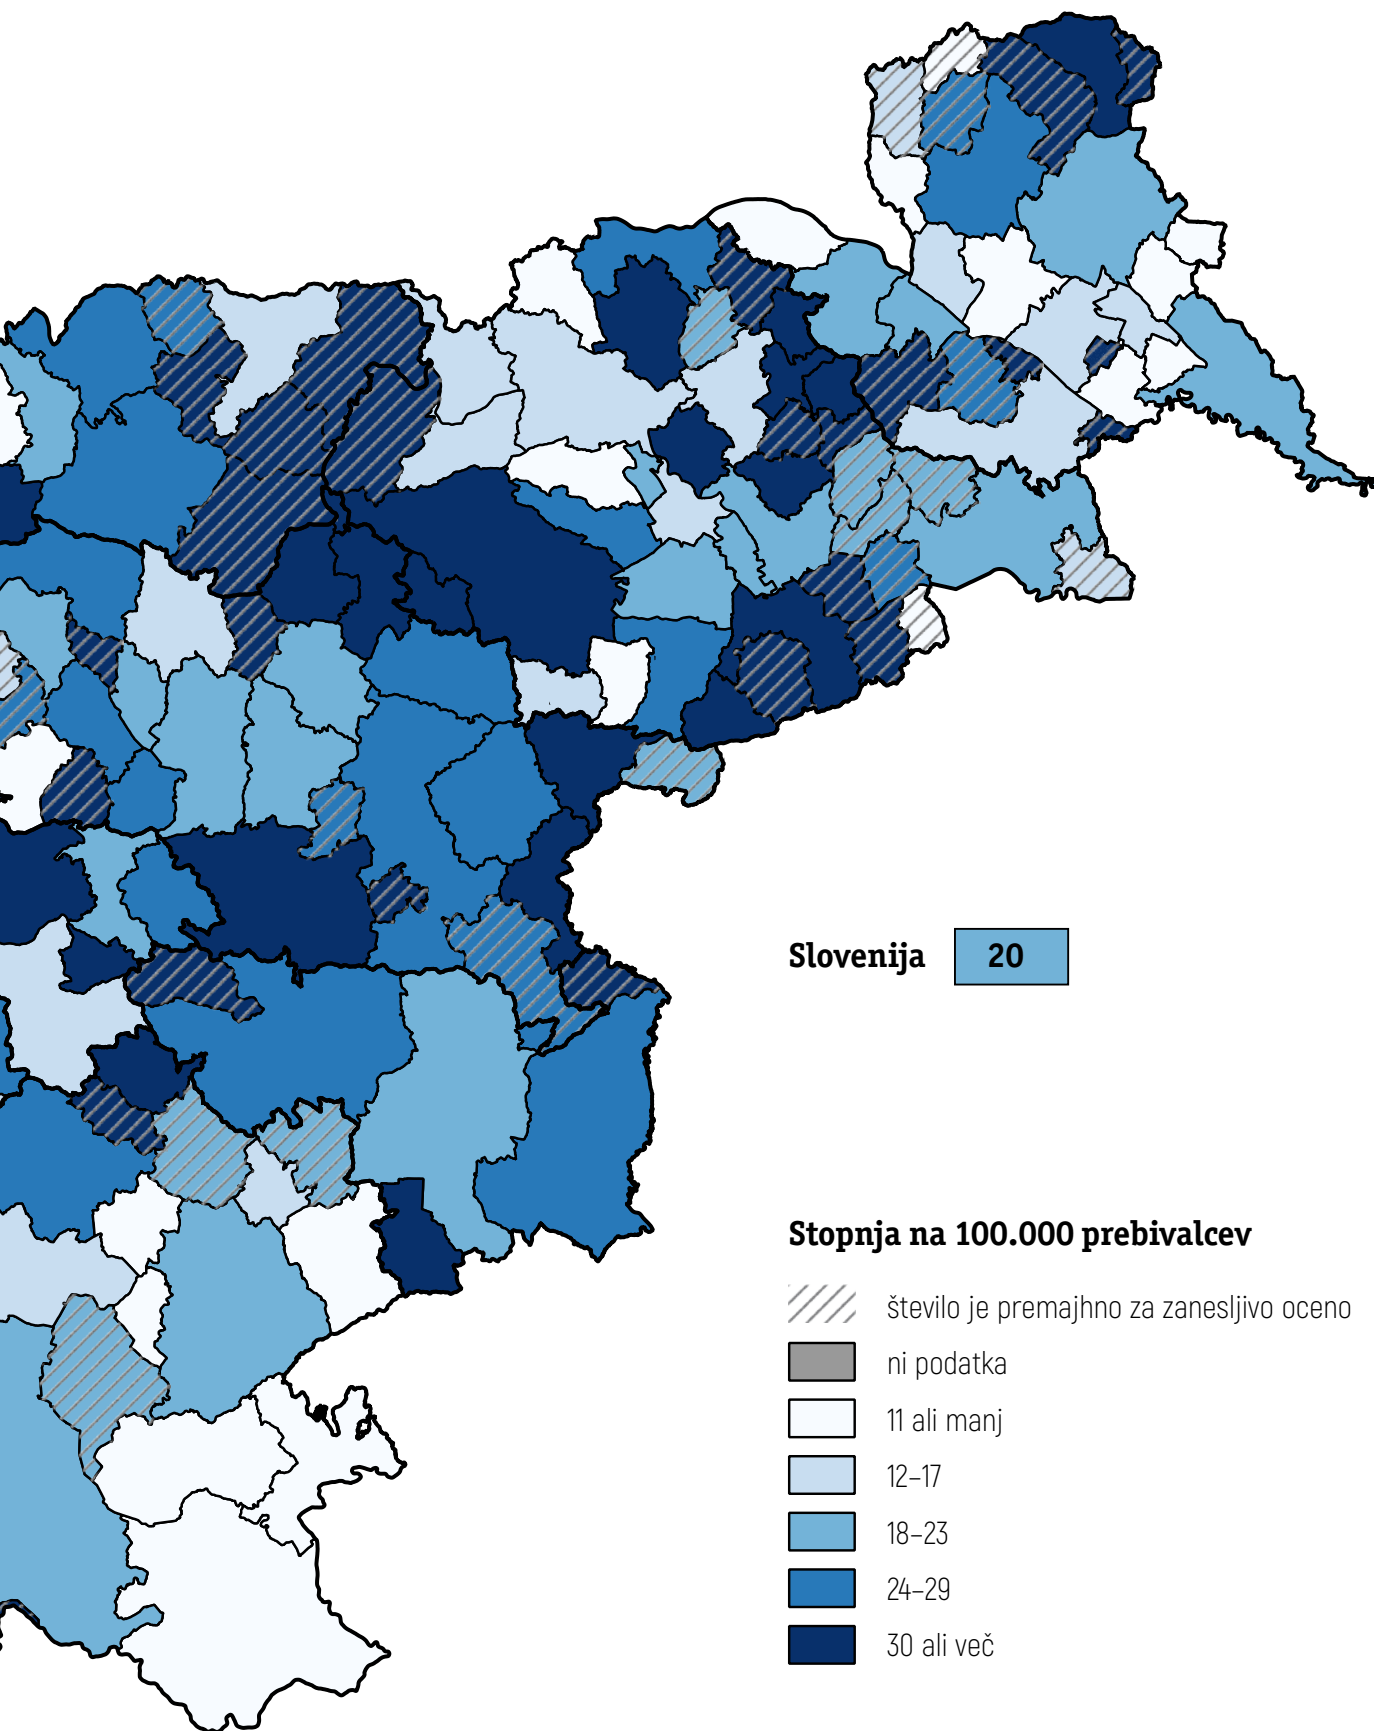 Slovenija 20
Stopnja na 100.000 prebivalcev
število je premajhno za zanesljivo oceno
ni podatka
11 ali manj
12–17
18–23
24–29
30 ali več